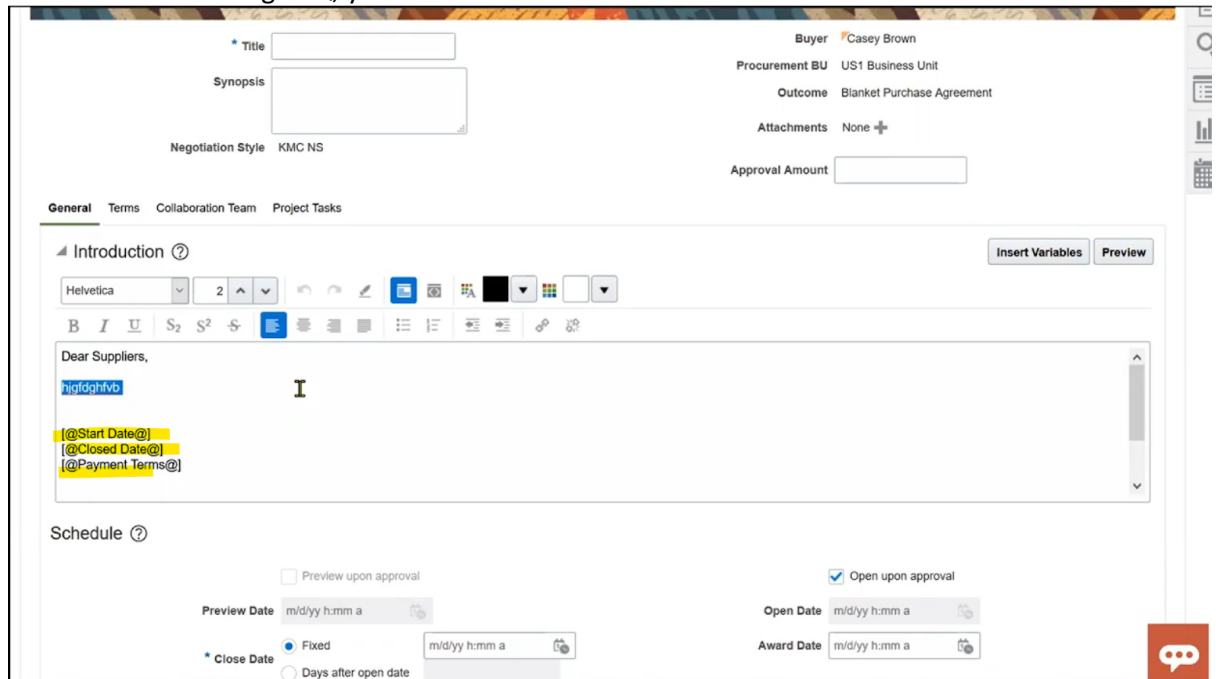 * Title
Synopsis
Negotiation Style KMC NS
Buyer Casey Brown
Procurement BU US1 Business Unit
Outcome Blanket Purchase Agreement
Attachments None
Approval Amount
General Terms Collaboration Team Project Tasks
Introduction
Insert Variables Preview
Helvetica 2
B I U S2 S2 S
Dear Suppliers,
hjgfdghfvb
[@Start Date@]
[@Closed Date@]
[@Payment Terms@]
Schedule
Preview upon approval
Open upon approval
Preview Date m/d/yy h:mm a
Open Date m/d/yy h:mm a
* Close Date
Fixed m/d/yy h:mm a
Award Date m/d/yy h:mm a
Days after open date